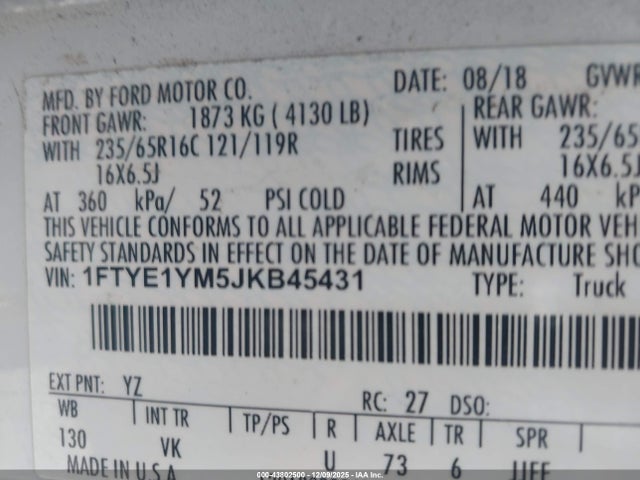 MFD. BY FORD MOTOR CO. DATE: 08/18 GVWR
FRONT GAWR: 1873 KG ( 4130 LB) REAR GAWR:
WITH 235/65R16C 121/119R TIRES WITH 235/65
16X6.5J RIMS 16X6.5J
AT 360 kPa/ 52 PSI COLD AT 440 kP
THIS VEHICLE CONFORMS TO ALL APPLICABLE FEDERAL MOTOR VEH
SAFETY STANDARDS IN EFFECT ON THE DATE OF MANUFACTURE SHO
VIN: 1FTYE1YM5JKB45431 TYPE: Truck
EXT PNT: YZ RC: 27 DSO:
WB INT TR TP/PS R AXLE TR SPR
130 VK U 73 6 JJFF
MADE IN U.S.A
000-43802500 - 12/09/2025 - ©IAA, Inc.